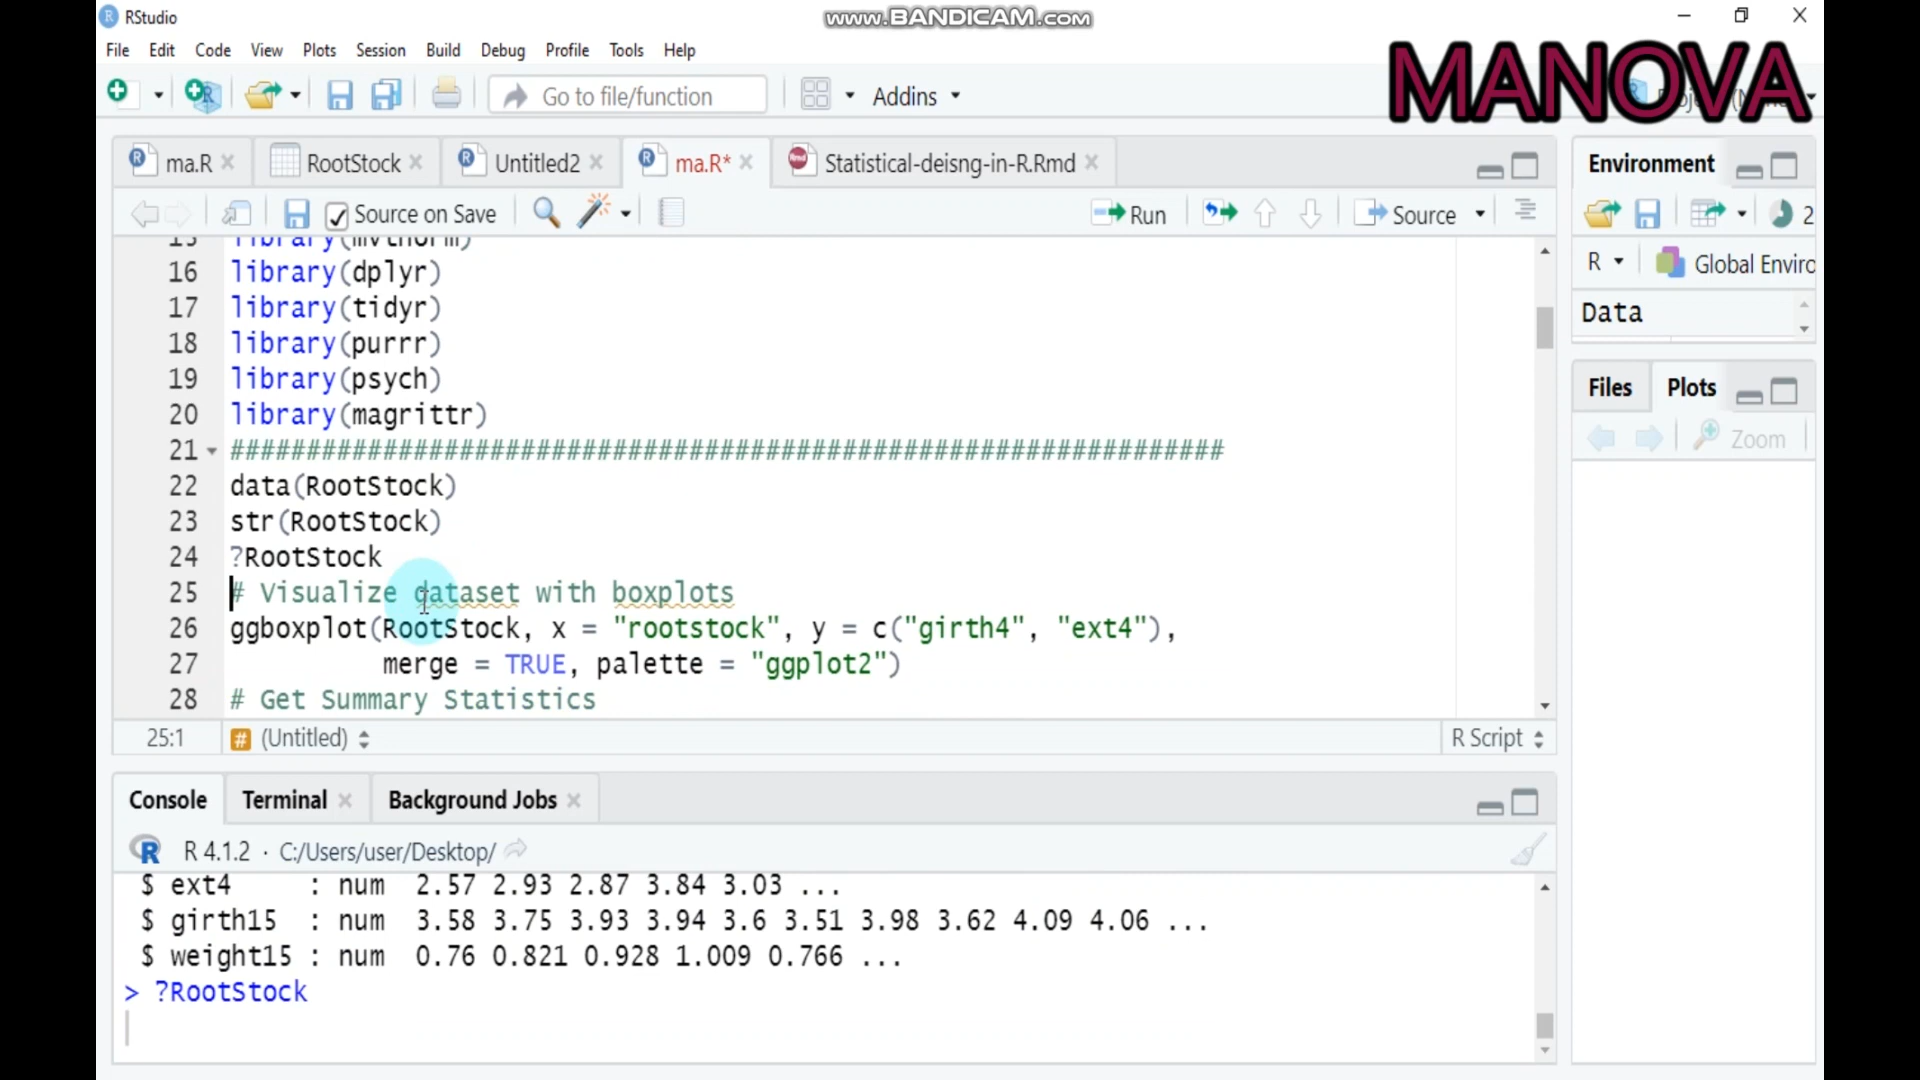 RStudio
www.BANDICAM.com
File Edit Code View Plots Session Build Debug Profile Tools Help
MANOVA
Go to file/function Addins
ma.R RootStock Untitled2 ma.R* Statistical-deisng-in-R.Rmd
Source on Save Run Source
15 library(mvtnorm)
16 library(dplyr)
17 library(tidyr)
18 library(purrr)
19 library(psych)
20 library(magrittr)
21 #################################################################
22 data(RootStock)
23 str(RootStock)
24 ?RootStock
25 # Visualize dataset with boxplots
26 ggboxplot(RootStock, x = "rootstock", y = c("girth4", "ext4"),
27 merge = TRUE, palette = "ggplot2")
28 # Get Summary Statistics
25:1 # (Untitled) R Script
Console Terminal Background Jobs
R 4.1.2 · C:/Users/user/Desktop/
$ ext4 : num 2.57 2.93 2.87 3.84 3.03 ...
$ girth15 : num 3.58 3.75 3.93 3.94 3.6 3.51 3.98 3.62 4.09 4.06 ...
$ weight15 : num 0.76 0.821 0.928 1.009 0.766 ...
> ?RootStock
Environment
2
R Global Enviro
Data
Files Plots
Zoom